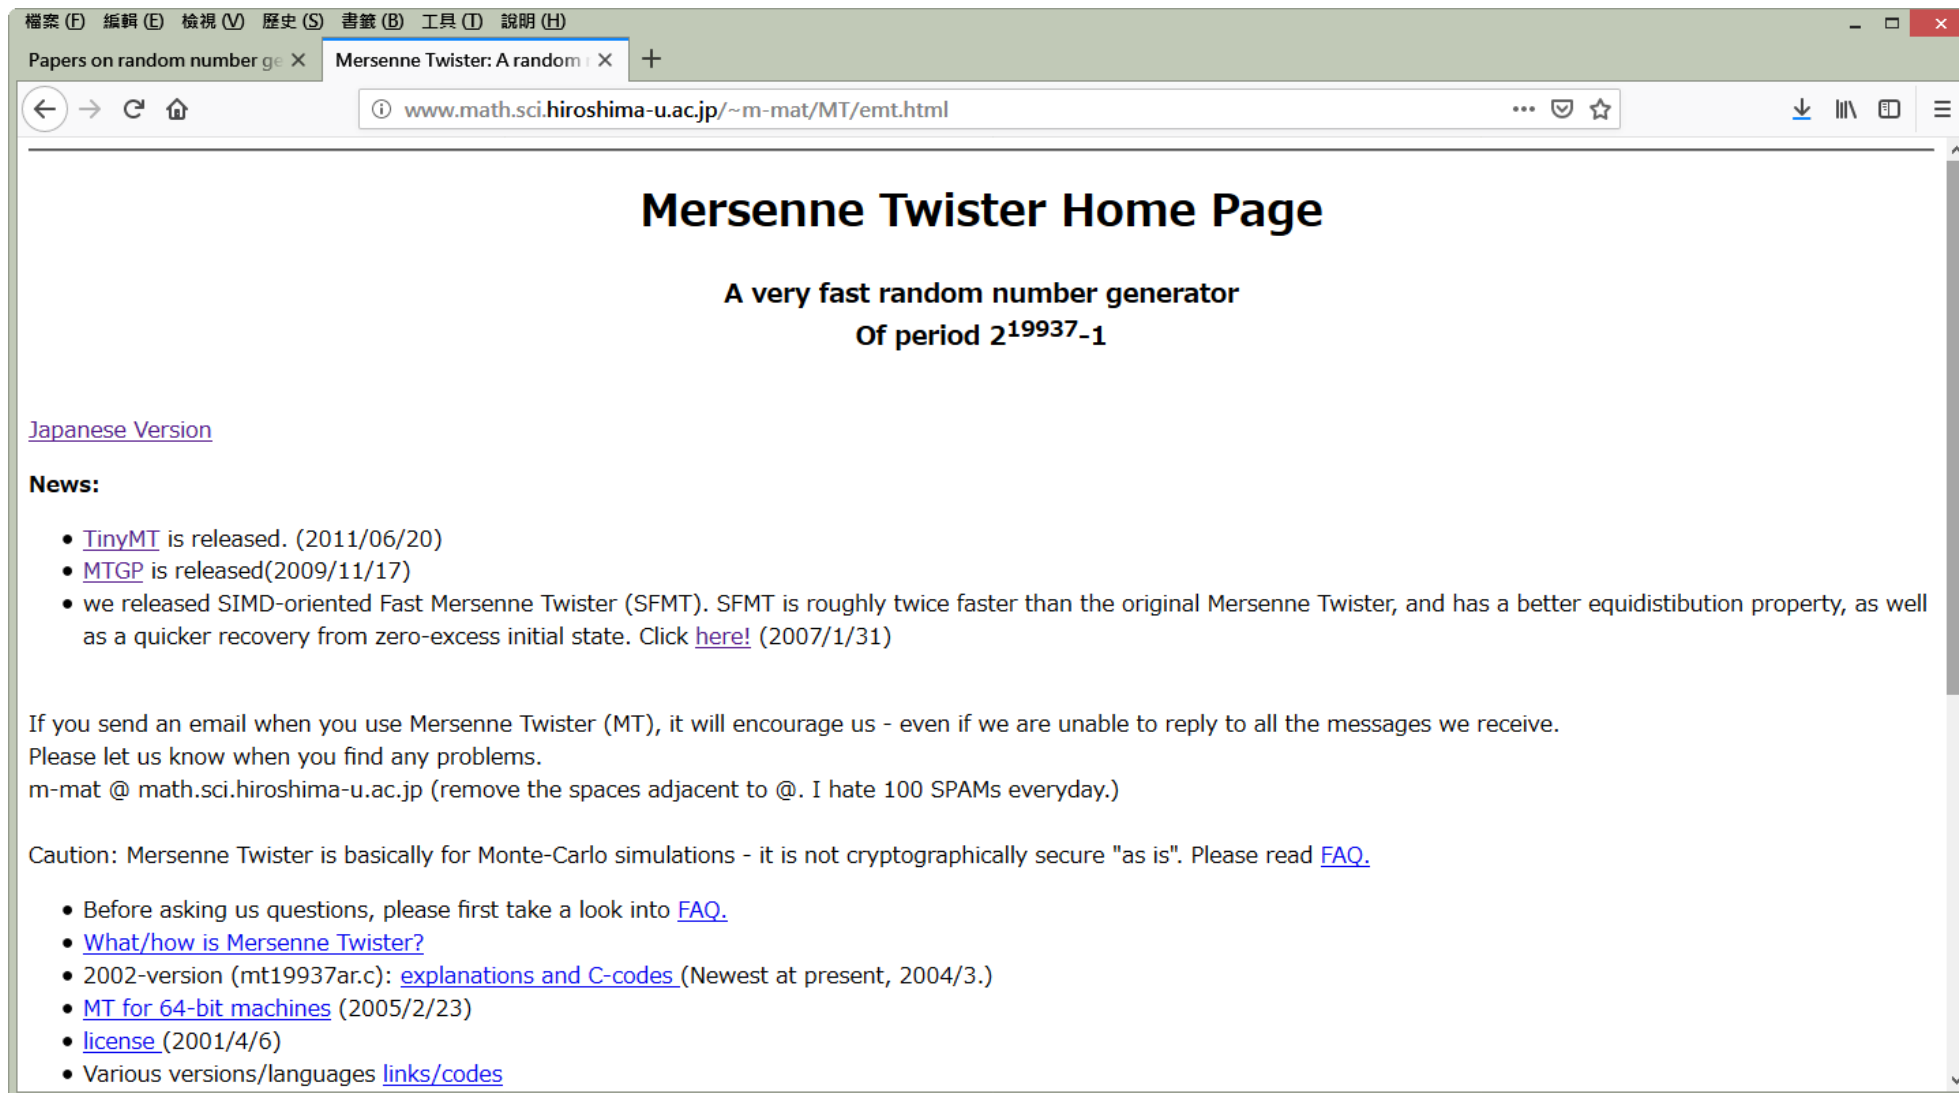 檔案 (F) 編輯 (E) 檢視 (V) 歷史 (S) 書籤 (B) 工具 (T) 說明 (H)
Papers on random number ge
Mersenne Twister: A random
www.math.sci.hiroshima-u.ac.jp/~m-mat/MT/emt.html
Mersenne Twister Home Page
A very fast random number generator
Of period 2^19937-1
Japanese Version
News:
• TinyMT is released. (2011/06/20)
• MTGP is released(2009/11/17)
• we released SIMD-oriented Fast Mersenne Twister (SFMT). SFMT is roughly twice faster than the original Mersenne Twister, and has a better equidistibution property, as well
as a quicker recovery from zero-excess initial state. Click here! (2007/1/31)
If you send an email when you use Mersenne Twister (MT), it will encourage us - even if we are unable to reply to all the messages we receive.
Please let us know when you find any problems.
m-mat @ math.sci.hiroshima-u.ac.jp (remove the spaces adjacent to @. I hate 100 SPAMs everyday.)
Caution: Mersenne Twister is basically for Monte-Carlo simulations - it is not cryptographically secure "as is". Please read FAQ.
• Before asking us questions, please first take a look into FAQ.
• What/how is Mersenne Twister?
• 2002-version (mt19937ar.c): explanations and C-codes (Newest at present, 2004/3.)
• MT for 64-bit machines (2005/2/23)
• license (2001/4/6)
• Various versions/languages links/codes